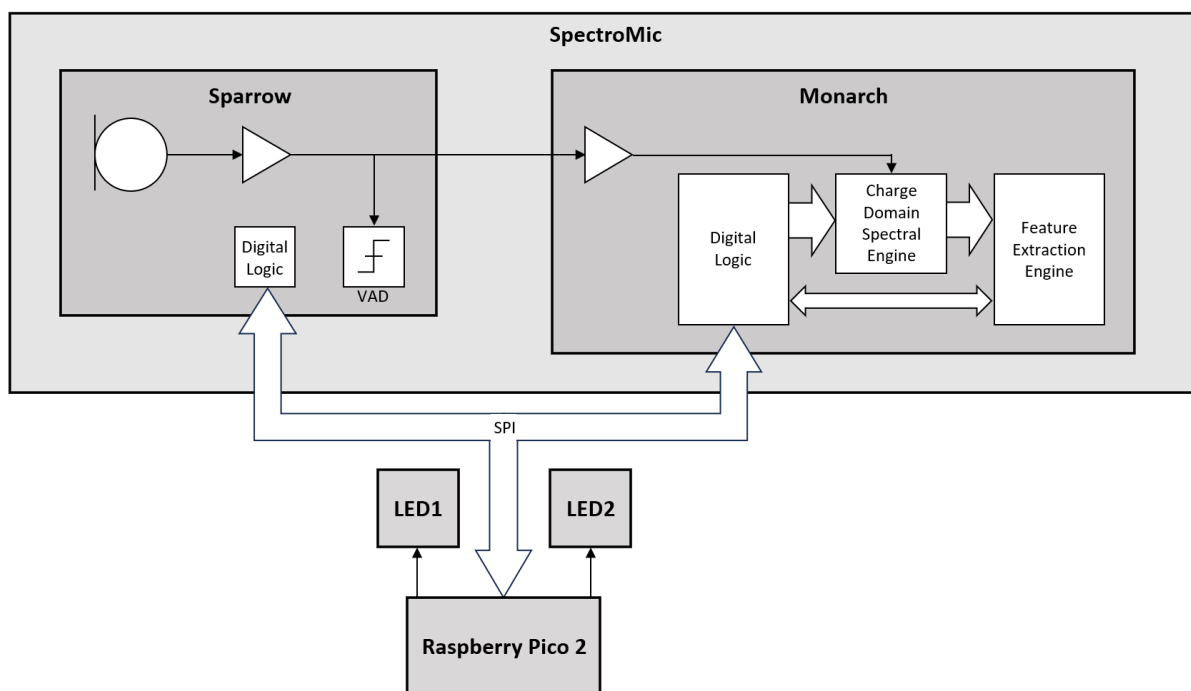 SpectroMic
Sparrow
Monarch
Digital
Logic
VAD
Digital
Logic
Charge
Domain
Spectral
Engine
Feature
Extraction
Engine
SPI
LED1
LED2
Raspberry Pico 2